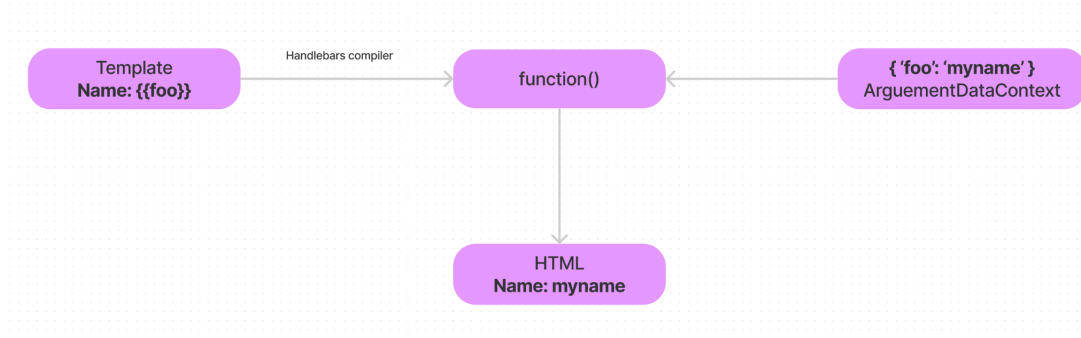 Template
Name: {{foo}}
Handlebars compiler
function()
{ ‘foo’: ‘myname’ }
ArguementDataContext
HTML
Name: myname